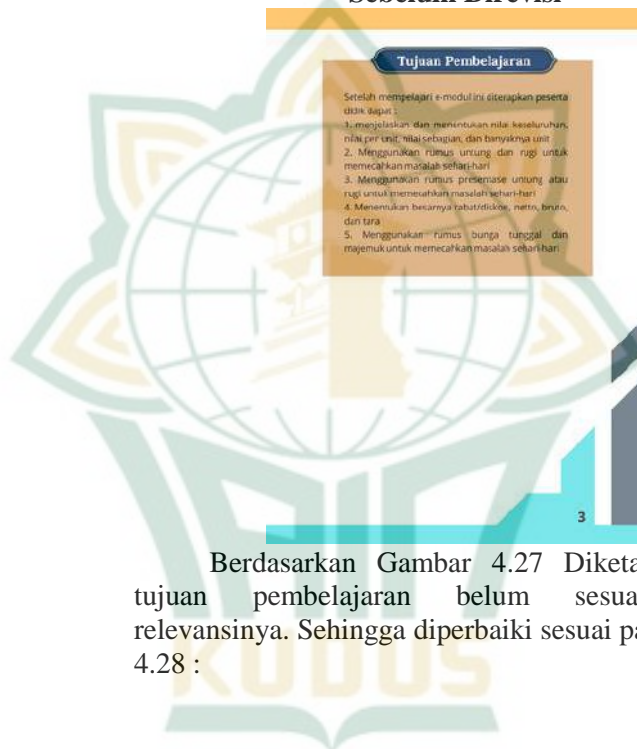 Sebelum Direvisi
Tujuan Pembelajaran
Setelah mempelajari e-modul ini diterapkan peserta
didik dapat :
1. menjelaskan dan menentukan nilai keseluruhan,
nilai per unit, nilai sebagian, dan banyaknya unit
2. Menggunakan rumus untung dan rugi untuk
memecahkan masalah sehari-hari
3. Menggunakan rumus presentase untung atau
rugi untuk memecahkan masalah sehari-hari
4. Menentukan besarnya rabat/diskon, netto, bruto,
dan tara
5. Menggunakan rumus bunga tunggal dan
majemuk untuk memecahkan masalah sehari-hari
3
Berdasarkan Gambar 4.27 Diketa
tujuan pembelajaran belum sesua
relevansinya. Sehingga diperbaiki sesuai pa
4.28 :
IAIN
KUDUS